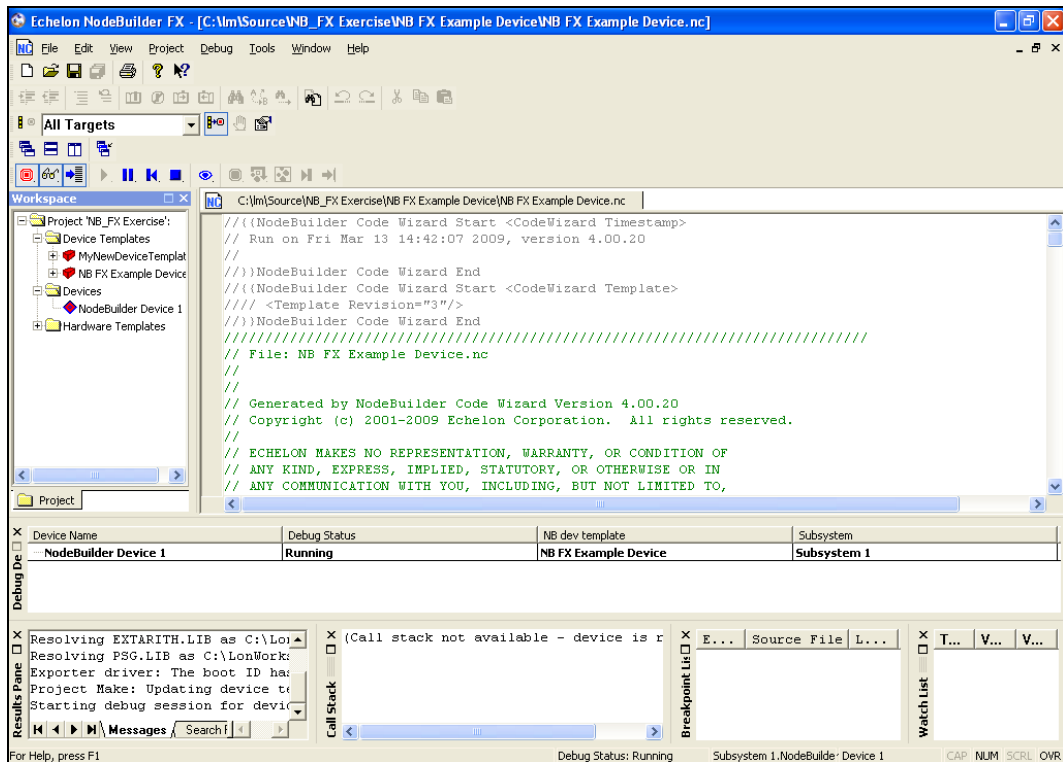 Echelon NodeBuilder FX - [C:\lm\Source\NB_FX Exercise\NB FX Example Device\NB FX Example Device.nc]
NC File Edit View Project Debug Tools Window Help
All Targets
Workspace
NC C:\lm\Source\NB_FX Exercise\NB FX Example Device\NB FX Example Device.nc
Project 'NB_FX Exercise':
Device Templates
MyNewDeviceTemplat
NB FX Example Device
Devices
NodeBuilder Device 1
Hardware Templates
Project
//{{NodeBuilder Code Wizard Start <CodeWizard Timestamp>
// Run on Fri Mar 13 14:42:07 2009, version 4.00.20
//
//}}NodeBuilder Code Wizard End
//{{NodeBuilder Code Wizard Start <CodeWizard Template>
//// <Template Revision="3"/>
//}}NodeBuilder Code Wizard End
////////////////////////////////////////////////////////////////////////////////
// File: NB FX Example Device.nc
//
//
// Generated by NodeBuilder Code Wizard Version 4.00.20
// Copyright (c) 2001-2009 Echelon Corporation.  All rights reserved.
//
// ECHELON MAKES NO REPRESENTATION, WARRANTY, OR CONDITION OF
// ANY KIND, EXPRESS, IMPLIED, STATUTORY, OR OTHERWISE OR IN
// ANY COMMUNICATION WITH YOU, INCLUDING, BUT NOT LIMITED TO,
Debug De
Device Name Debug Status NB dev template Subsystem
NodeBuilder Device 1 Running NB FX Example Device Subsystem 1
Results Pane
Resolving EXTARITH.LIB as C:\Lon
Resolving PSG.LIB as C:\LonWorks
Exporter driver: The boot ID has
Project Make: Updating device te
Starting debug session for devic
Messages Search
Call Stack
(Call stack not available - device is r
Breakpoint Lis
E... Source File L...
Watch List
T... V... V...
For Help, press F1 Debug Status: Running Subsystem 1.NodeBuilde Device 1 CAP NUM SCRL OVR